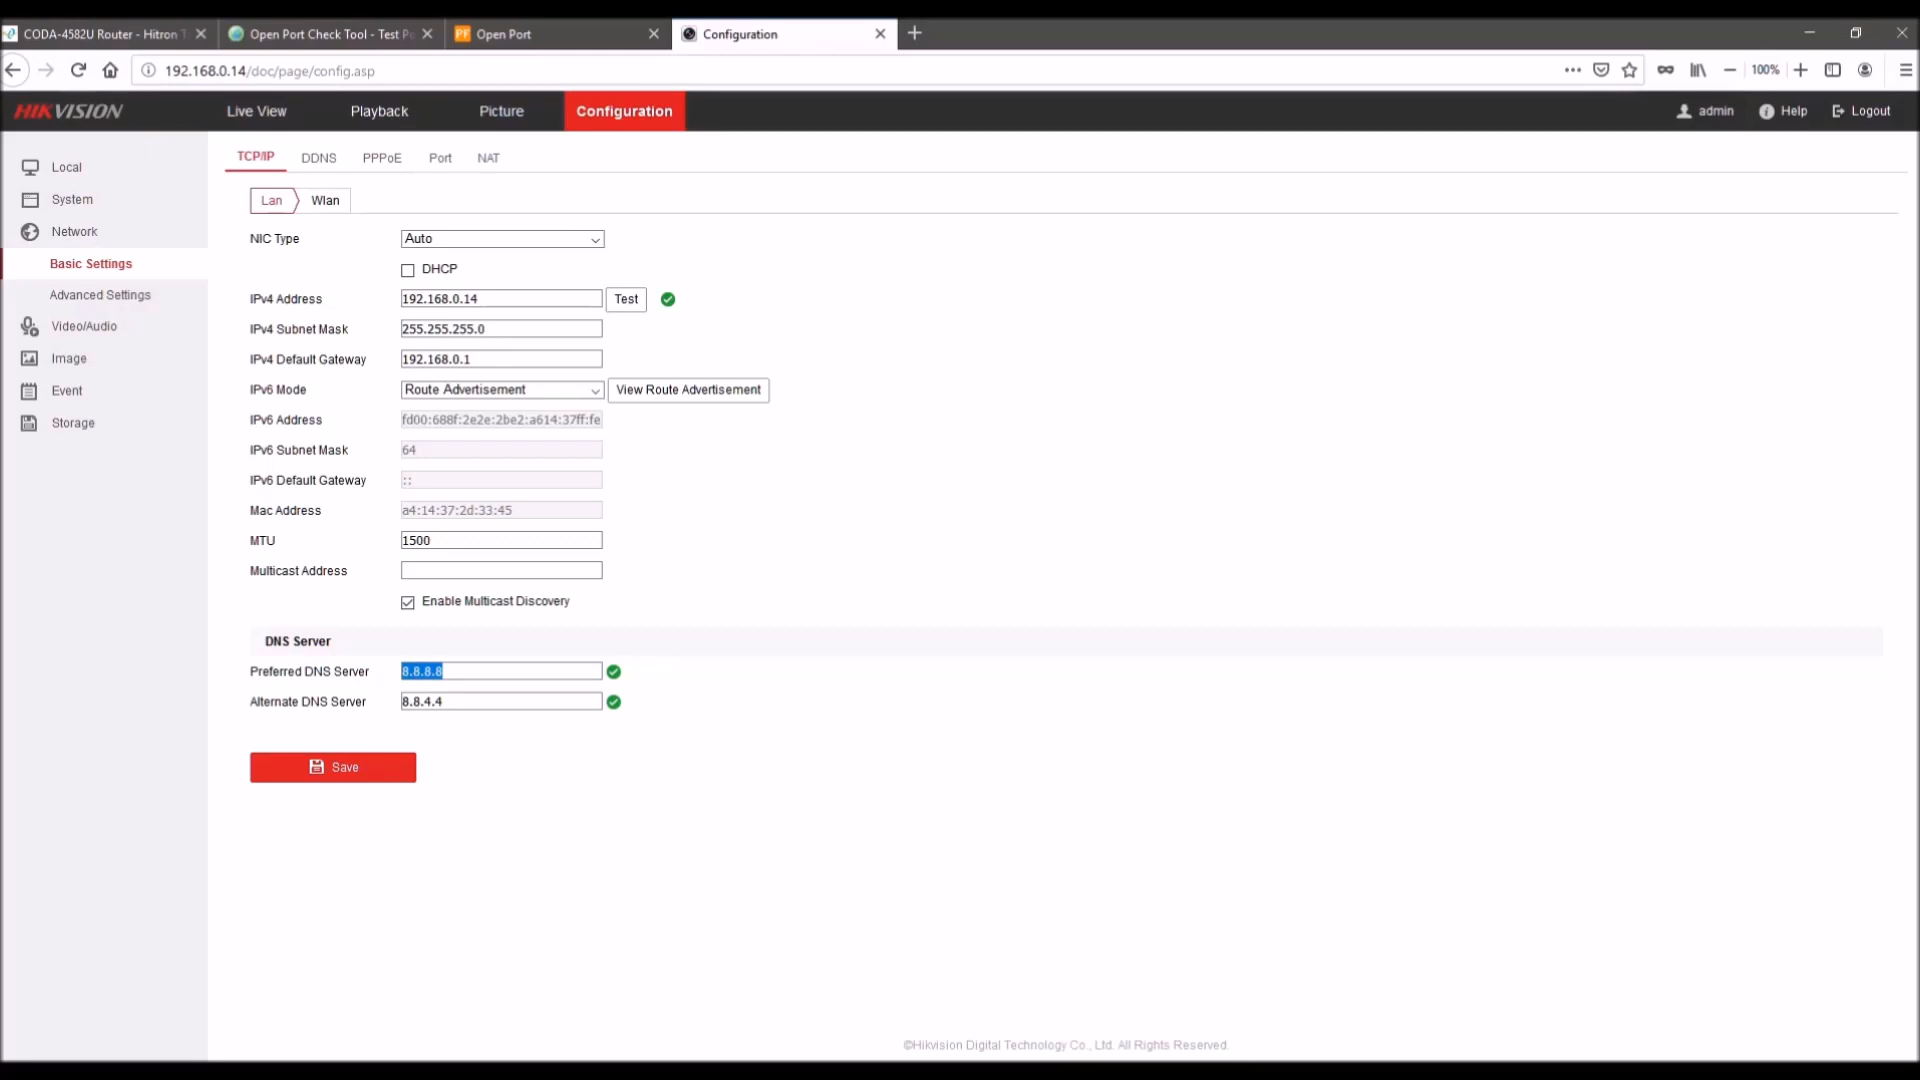 CODA-4582U Router - Hitron T
Open Port Check Tool - Test Po
PF Open Port
Configuration
192.168.0.14/doc/page/config.asp
100%
HIKVISION
Live View
Playback
Picture
Configuration
admin
Help
Logout
Local
System
Network
Basic Settings
Advanced Settings
Video/Audio
Image
Event
Storage
TCP/IP
DDNS
PPPoE
Port
NAT
Lan
Wlan
NIC Type Auto
DHCP
IPv4 Address 192.168.0.14 Test
IPv4 Subnet Mask 255.255.255.0
IPv4 Default Gateway 192.168.0.1
IPv6 Mode Route Advertisement View Route Advertisement
IPv6 Address fd00:688f:2e2e:2be2:a614:37ff:fe
IPv6 Subnet Mask 64
IPv6 Default Gateway ::
Mac Address a4:14:37:2d:33:45
MTU 1500
Multicast Address
Enable Multicast Discovery
DNS Server
Preferred DNS Server 8.8.8.8
Alternate DNS Server 8.8.4.4
Save
©Hikvision Digital Technology Co., Ltd. All Rights Reserved.